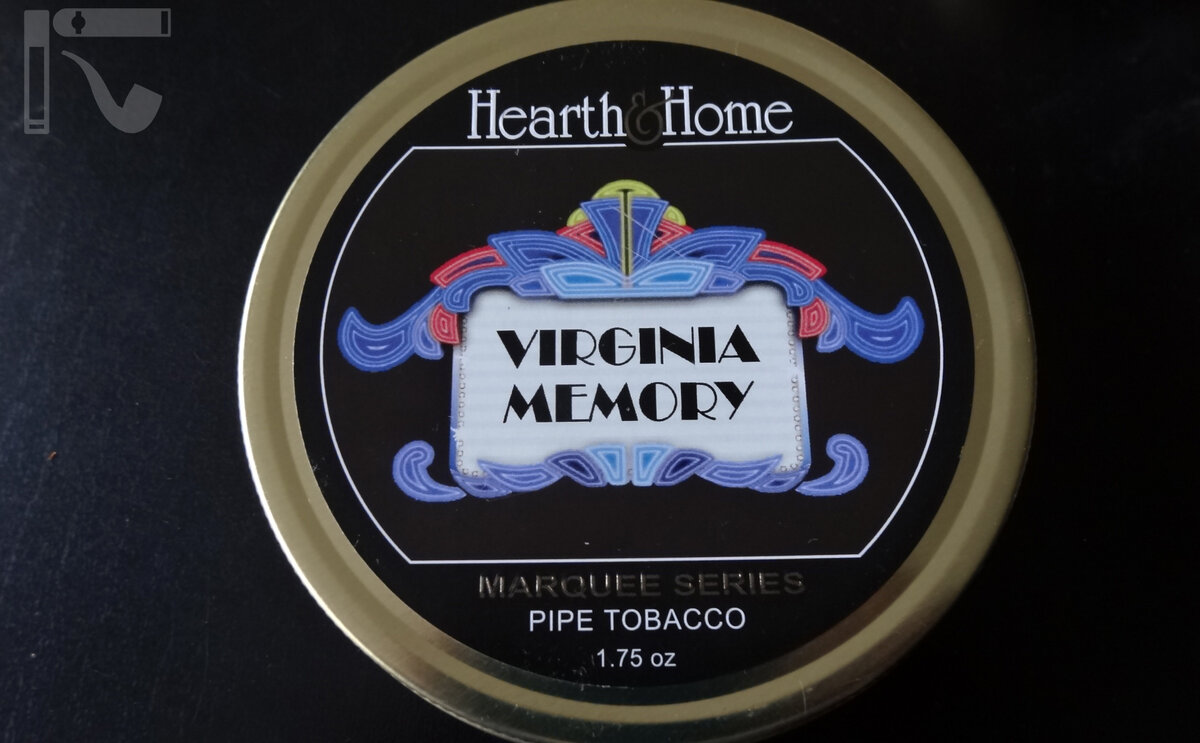 Hearth & Home
VIRGINIA
MEMORY
MARQUEE SERIES
PIPE TOBACCO
1.75 oz